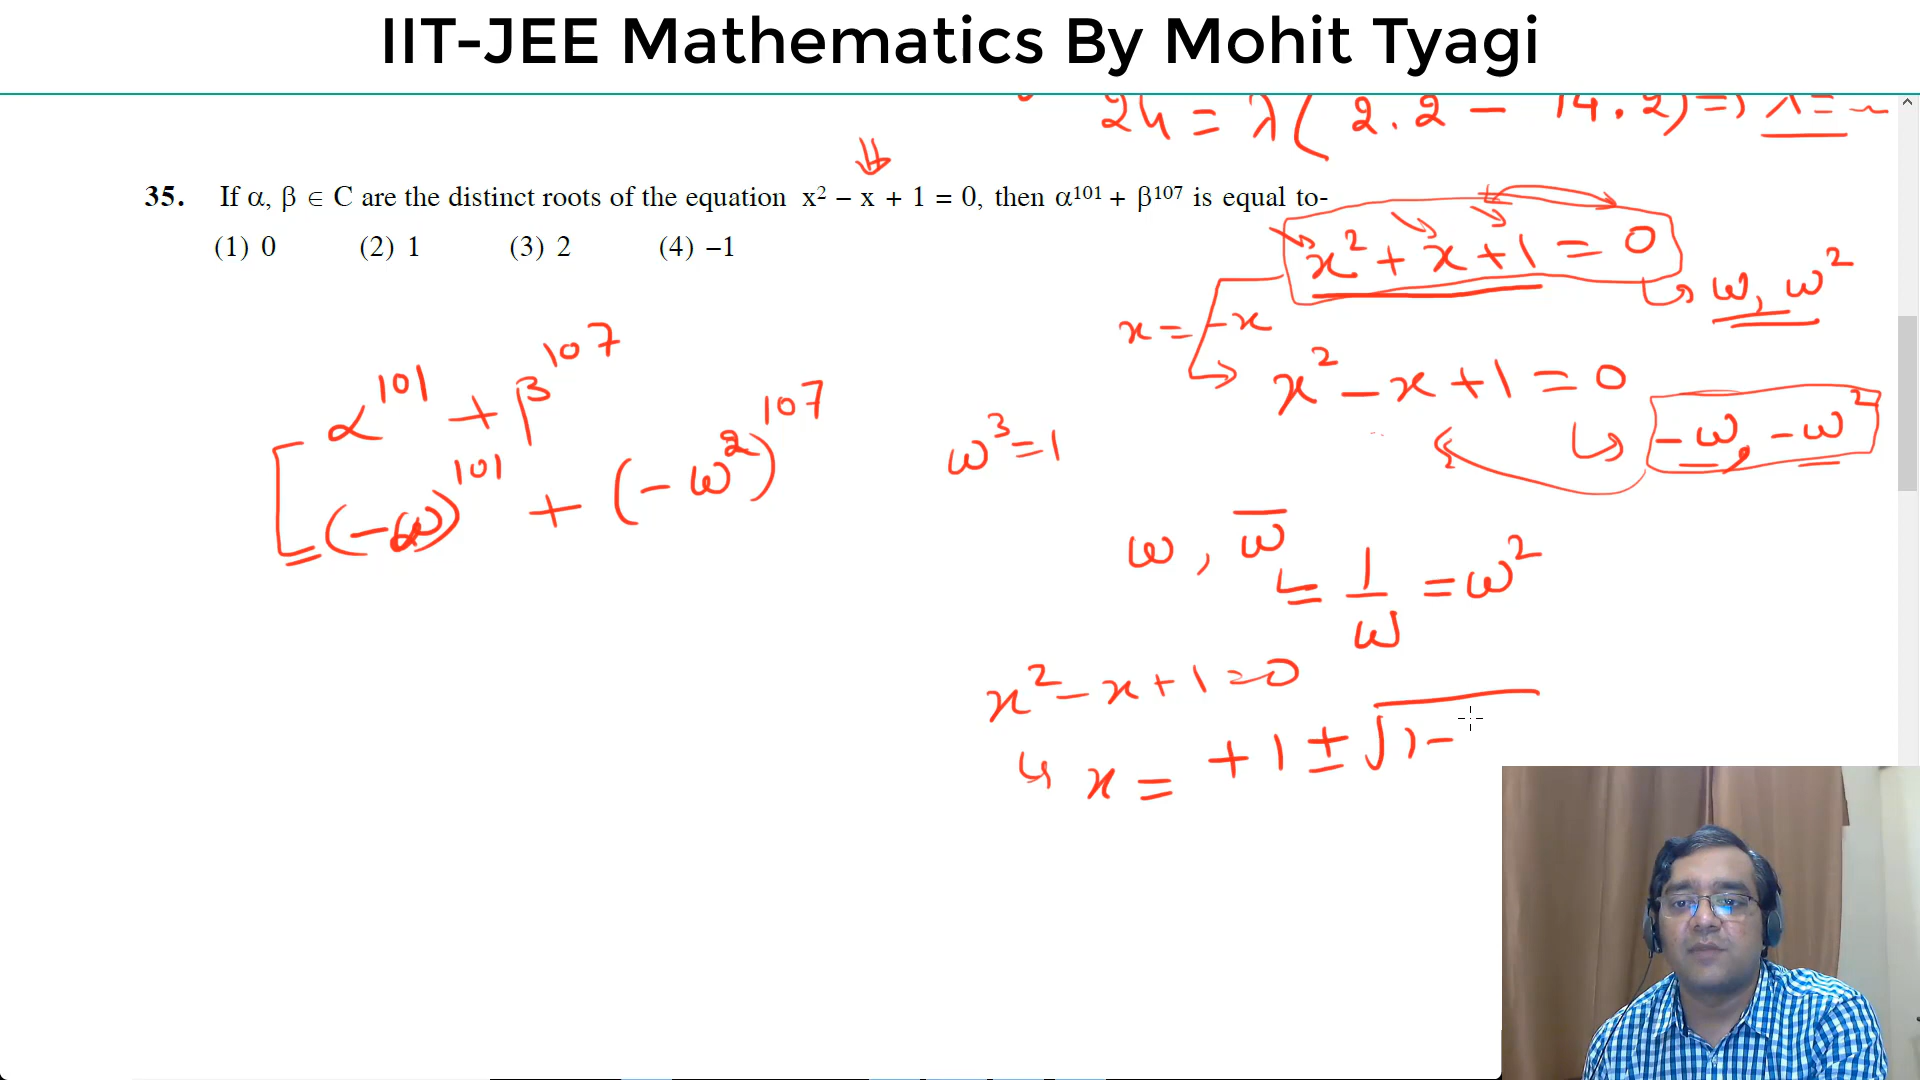 IIT-JEE Mathematics By Mohit Tyagi
24 = λ( 2.2 - 14.2) ⇒ λ =
35. If α, β ∈ C are the distinct roots of the equation x² − x + 1 = 0, then α¹⁰¹ + β¹⁰⁷ is equal to-
(1) 0 (2) 1 (3) 2 (4) −1
x² + x + 1 = 0
ω, ω²
x = -x
x² - x + 1 = 0
-ω, -ω²
α¹⁰¹ + β¹⁰⁷
(-ω)¹⁰¹ + (-ω²)¹⁰⁷
ω³ = 1
ω, ω̅
= 1/ω = ω²
x² - x + 1 = 0
x = +1 ± √1-